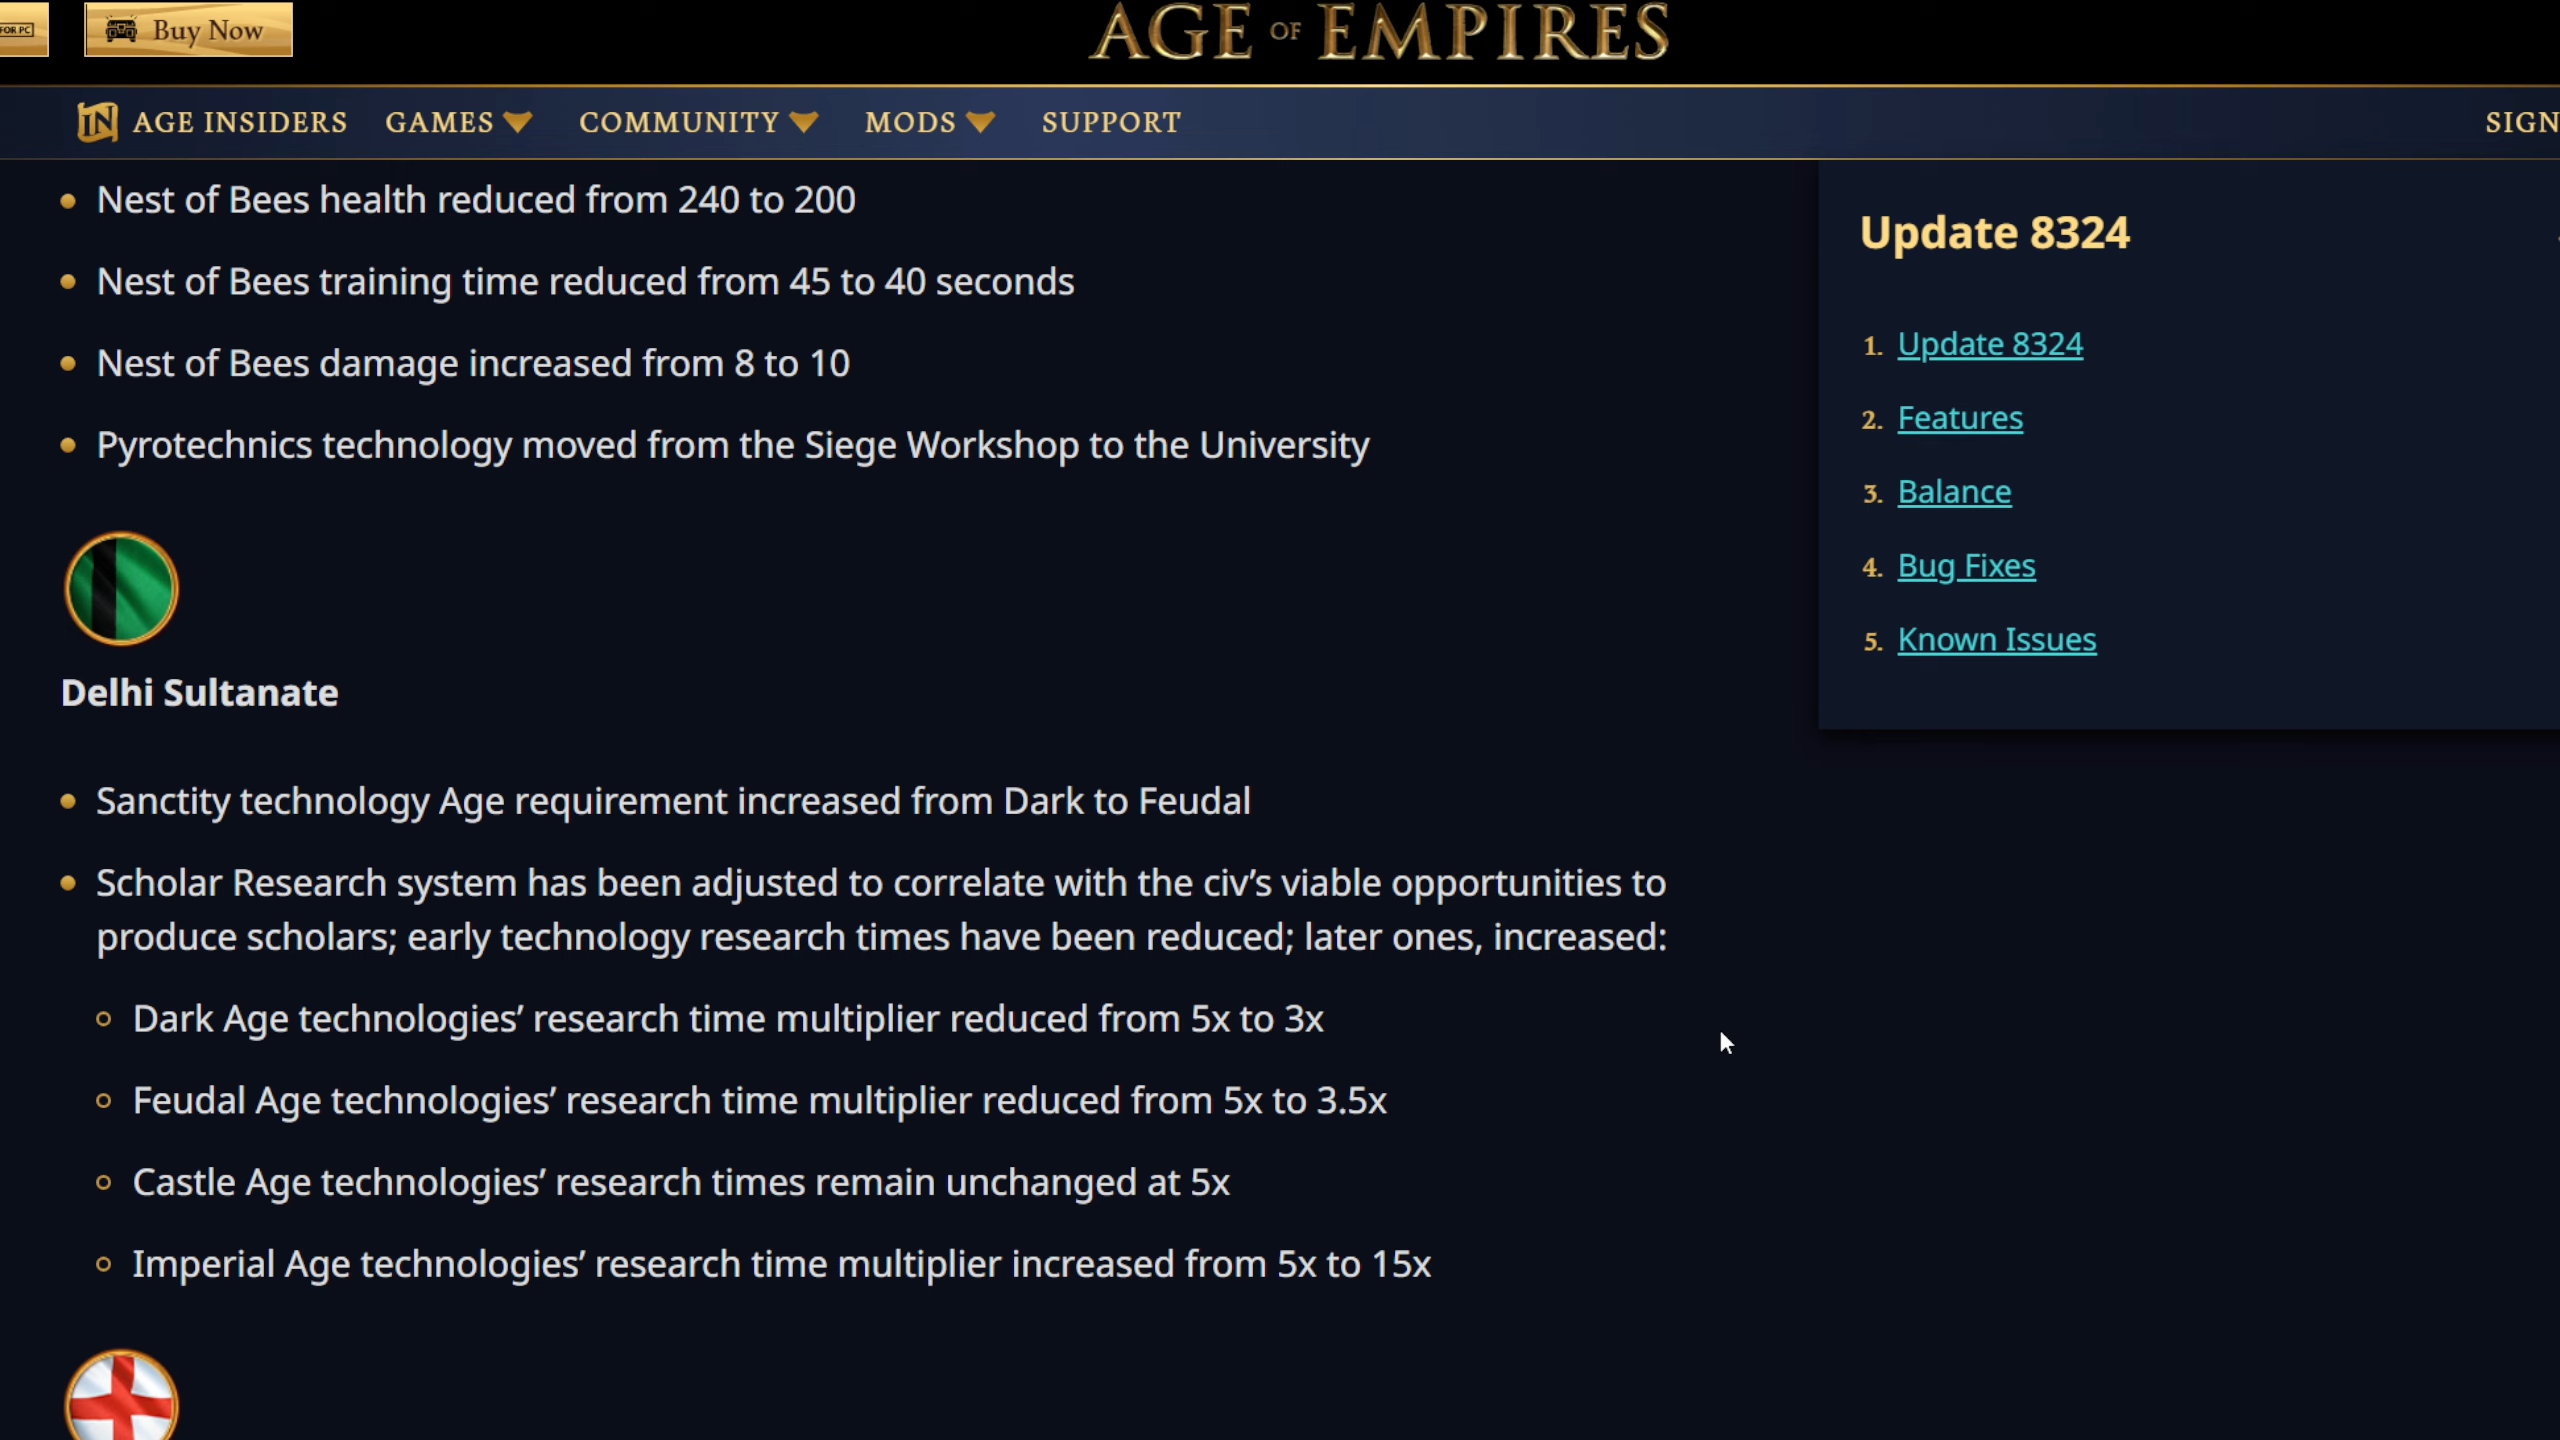 FOR PC
Buy Now
AGE OF EMPIRES
IN AGE INSIDERS GAMES COMMUNITY MODS SUPPORT SIGN
Nest of Bees health reduced from 240 to 200
Nest of Bees training time reduced from 45 to 40 seconds
Nest of Bees damage increased from 8 to 10
Pyrotechnics technology moved from the Siege Workshop to the University
Delhi Sultanate
Sanctity technology Age requirement increased from Dark to Feudal
Scholar Research system has been adjusted to correlate with the civ’s viable opportunities to
produce scholars; early technology research times have been reduced; later ones, increased:
Dark Age technologies’ research time multiplier reduced from 5x to 3x
Feudal Age technologies’ research time multiplier reduced from 5x to 3.5x
Castle Age technologies’ research times remain unchanged at 5x
Imperial Age technologies’ research time multiplier increased from 5x to 15x
Update 8324
1. Update 8324
2. Features
3. Balance
4. Bug Fixes
5. Known Issues